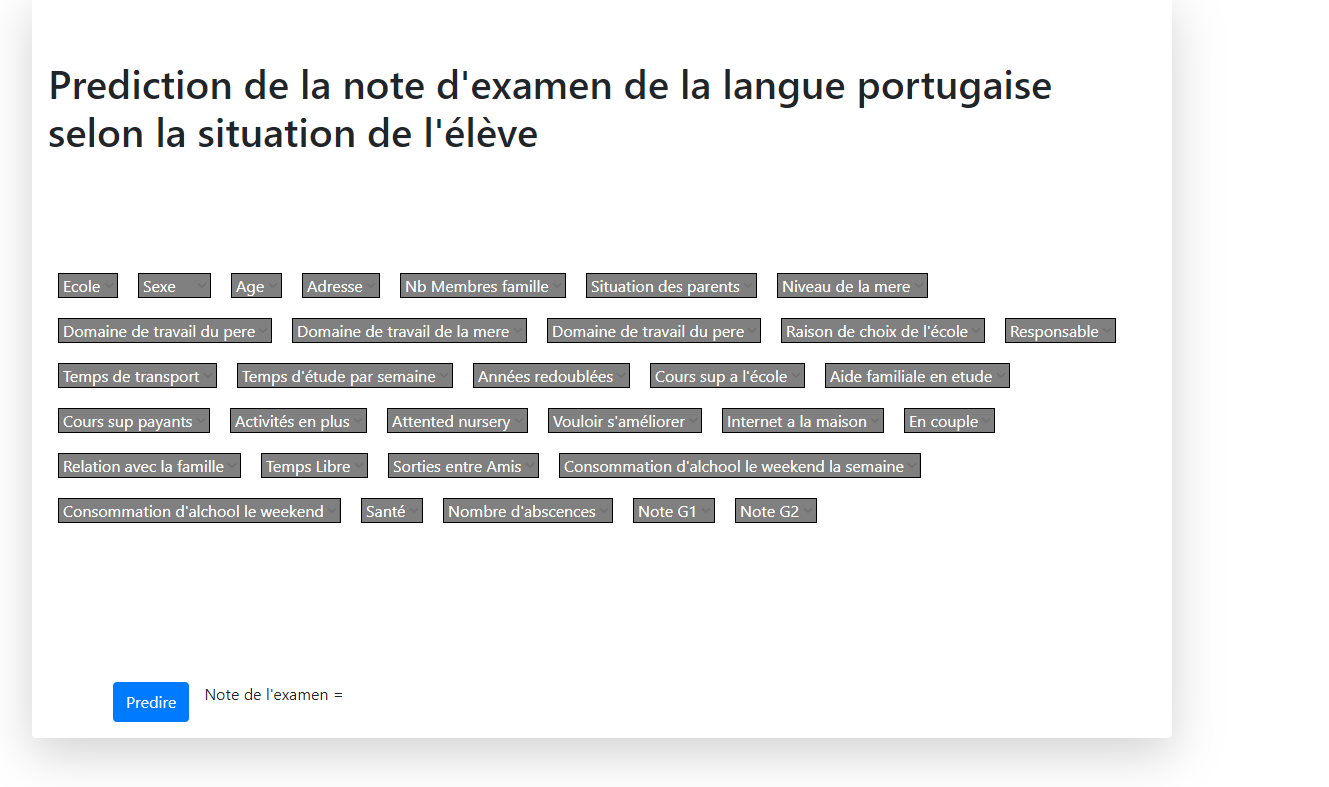 Prediction de la note d'examen de la langue portugaise
selon la situation de l'élève
Ecole Sexe Age Adresse Nb Membres famille Situation des parents Niveau de la mere
Domaine de travail du pere Domaine de travail de la mere Domaine de travail du pere Raison de choix de l'école Responsable
Temps de transport Temps d'étude par semaine Années redoublées Cours sup a l'école Aide familiale en etude
Cours sup payants Activités en plus Attented nursery Vouloir s'améliorer Internet a la maison En couple
Relation avec la famille Temps Libre Sorties entre Amis Consommation d'alchool le weekend la semaine
Consommation d'alchool le weekend Santé Nombre d'abscences Note G1 Note G2
Predire Note de l'examen =